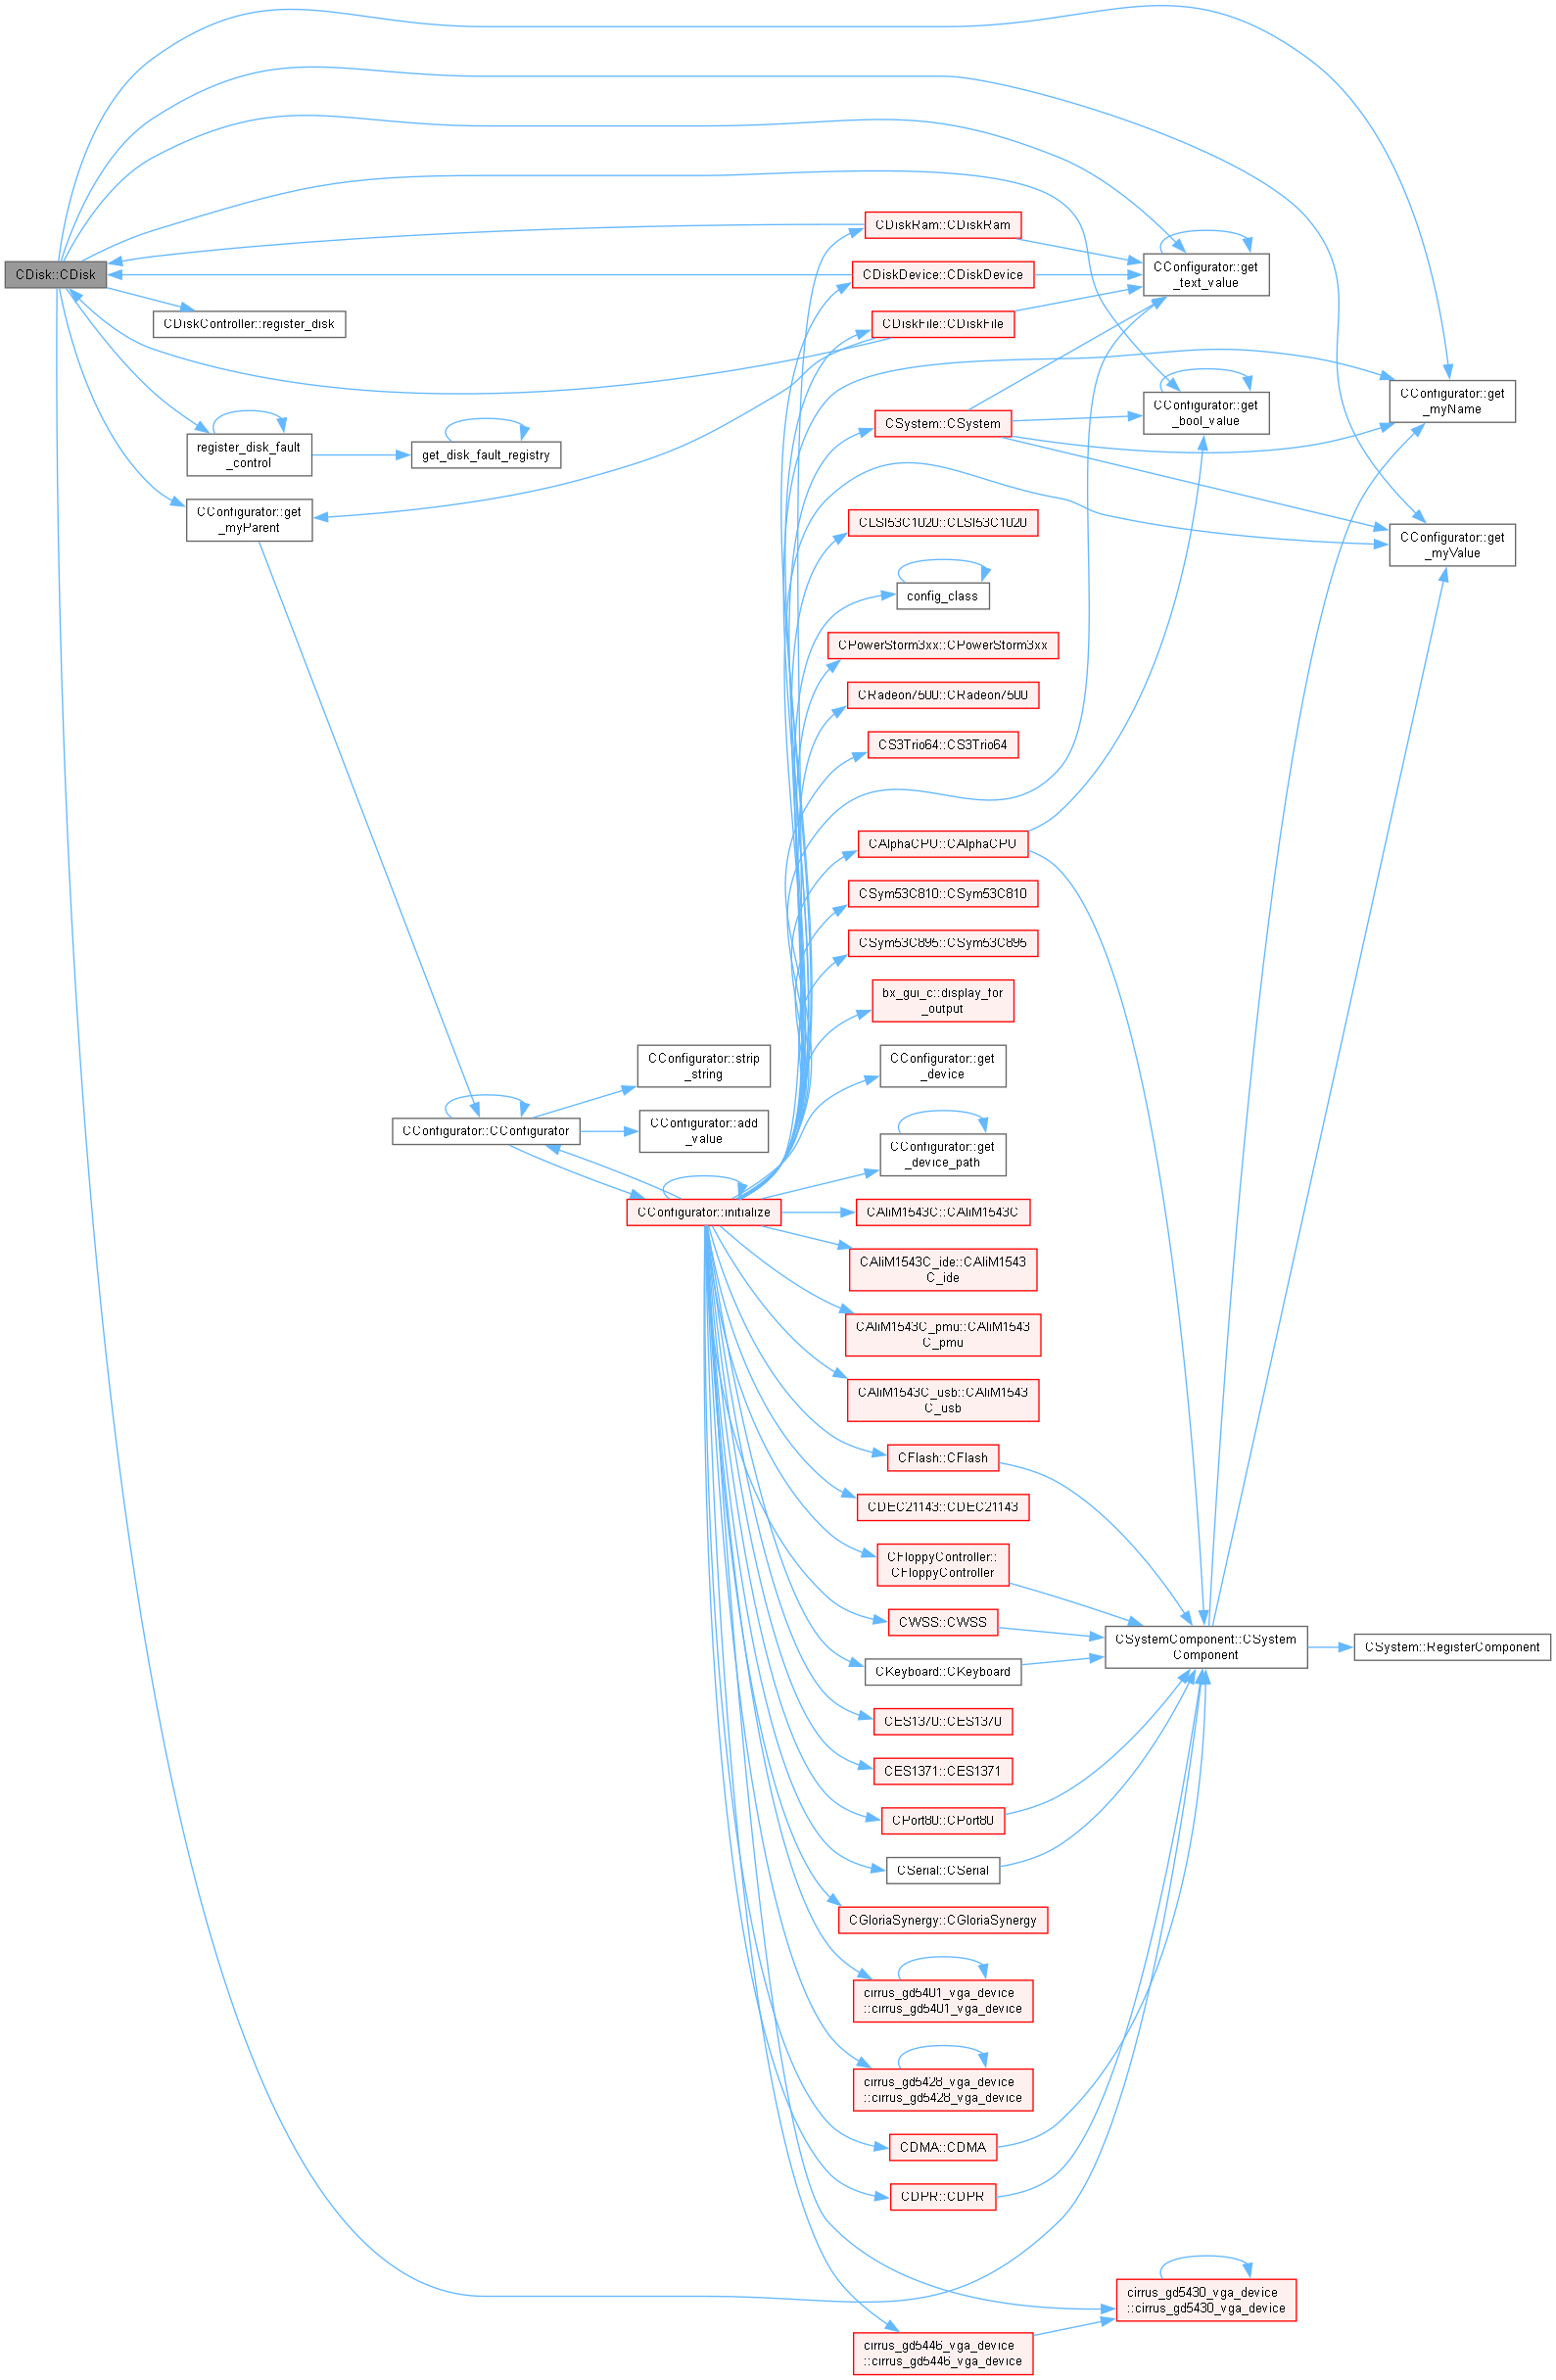 CDiskRam::CDiskRam
CDisk::CDisk
CDiskDevice::CDiskDevice
CConfigurator::get
_text_value
CDiskController::register_disk
CDiskFile::CDiskFile
CConfigurator::get
_myName
CConfigurator::get
_bool_value
CSystem::CSystem
register_disk_fault
_control
get_disk_fault_registry
CConfigurator::get
_myParent
CLSI53C1020::CLSI53C1020
CConfigurator::get
_myValue
config_class
CPowerStorm3xx::CPowerStorm3xx
CRadeon7500::CRadeon7500
CS3Trio64::CS3Trio64
CAlphaCPU::CAlphaCPU
CSym53C810::CSym53C810
CSym53C895::CSym53C895
bx_gui_c::display_for
_output
CConfigurator::strip
_string
CConfigurator::get
_device
CConfigurator::CConfigurator
CConfigurator::add
_value
CConfigurator::get
_device_path
CConfigurator::initialize
CAliM1543C::CAliM1543C
CAliM1543C_ide::CAliM1543
C_ide
CAliM1543C_pmu::CAliM1543
C_pmu
CAliM1543C_usb::CAliM1543
C_usb
CFlash::CFlash
CDEC21143::CDEC21143
CFloppyController::
CFloppyController
CWSS::CWSS
CSystemComponent::CSystem
Component
CSystem::RegisterComponent
CKeyboard::CKeyboard
CES1370::CES1370
CES1371::CES1371
CPort80::CPort80
CSerial::CSerial
CGloriaSynergy::CGloriaSynergy
cirrus_gd5401_vga_device
::cirrus_gd5401_vga_device
cirrus_gd5428_vga_device
::cirrus_gd5428_vga_device
CDMA::CDMA
CDPR::CDPR
cirrus_gd5430_vga_device
::cirrus_gd5430_vga_device
cirrus_gd5446_vga_device
::cirrus_gd5446_vga_device